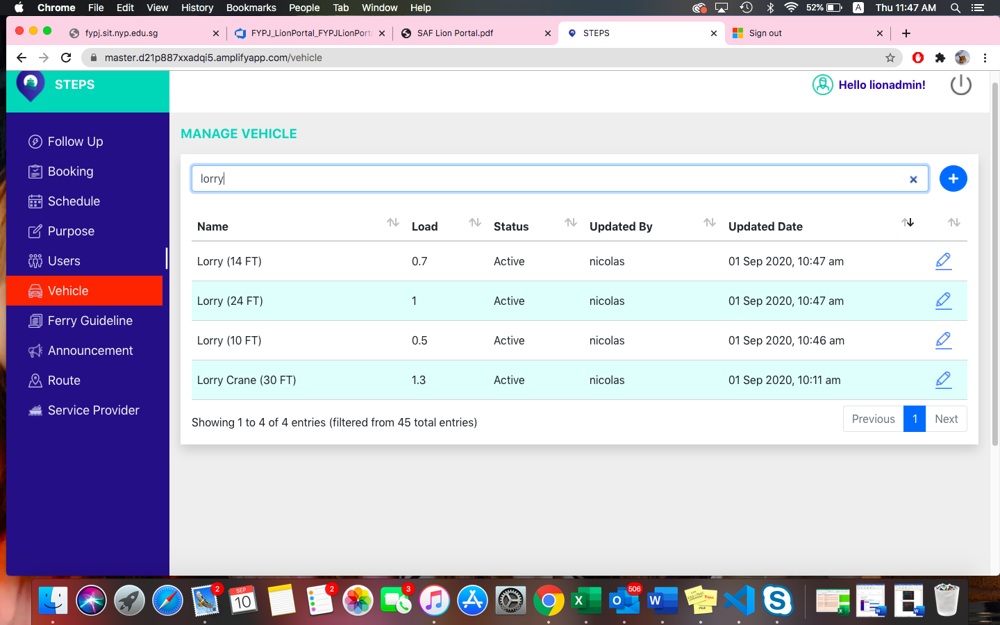 Chrome File Edit View History Bookmarks People Tab Window Help 52% A Thu 11:47 AM
fypj.sit.nyp.edu.sg FYPJ_LionPortal_FYPJLionPort SAF Lion Portal.pdf STEPS Sign out
master.d21p887xxadqi5.amplifyapp.com/vehicle
STEPS
Hello lionadmin!
MANAGE VEHICLE
Follow Up
Booking
Schedule
Purpose
Users
Vehicle
Ferry Guideline
Announcement
Route
Service Provider
lorry
Name Load Status Updated By Updated Date
Lorry (14 FT) 0.7 Active nicolas 01 Sep 2020, 10:47 am
Lorry (24 FT) 1 Active nicolas 01 Sep 2020, 10:47 am
Lorry (10 FT) 0.5 Active nicolas 01 Sep 2020, 10:46 am
Lorry Crane (30 FT) 1.3 Active nicolas 01 Sep 2020, 10:11 am
Showing 1 to 4 of 4 entries (filtered from 45 total entries)
Previous 1 Next
2 SEP 10 2 3 506